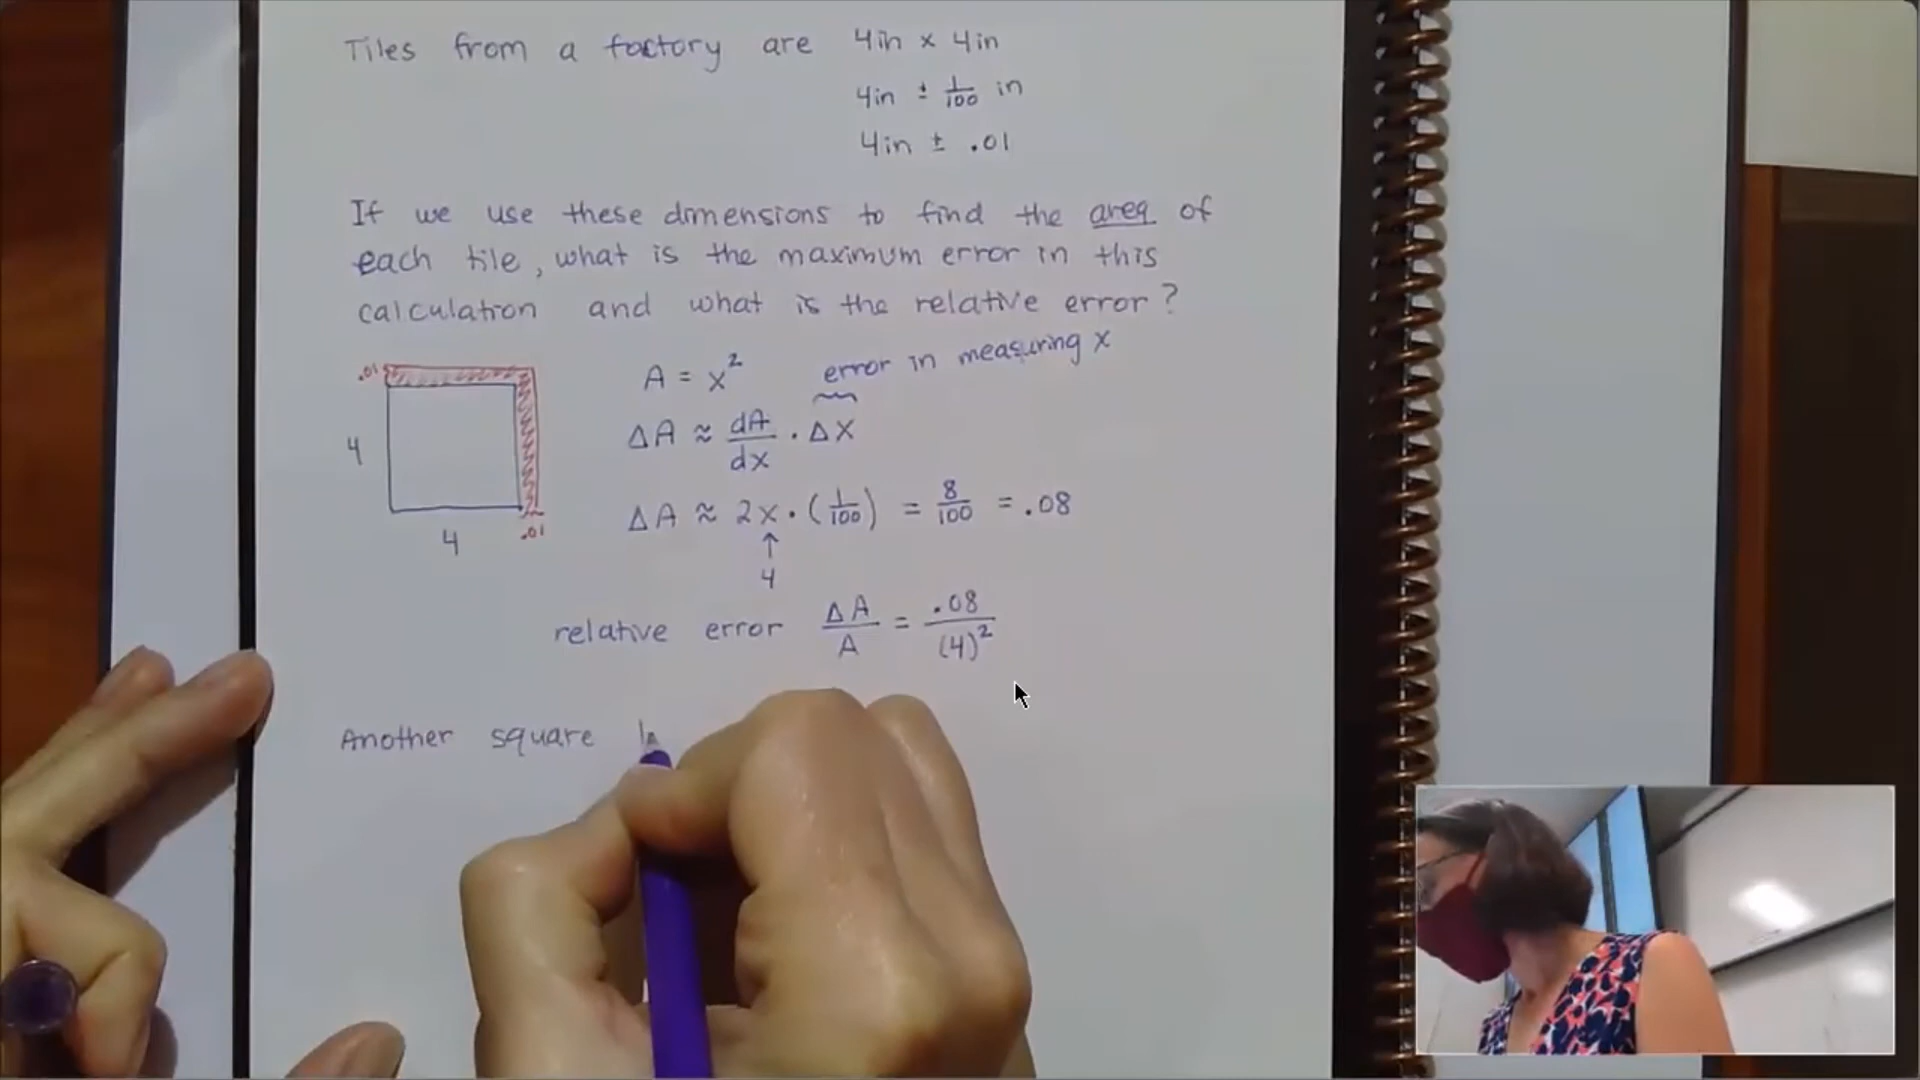 Tiles from a factory are 4in x 4in
4in ± 1/100 in
4in ± .01
If we use these dimensions to find the area of
each tile, what is the maximum error in this
calculation and what is the relative error?
error in measuring x
A = x²
ΔA ≈ dA/dx · Δx
ΔA ≈ 2x · (1/100) = 8/100 = .08
↑
4
.01
4
4
.01
relative error ΔA/A = .08/(4)²
Another square